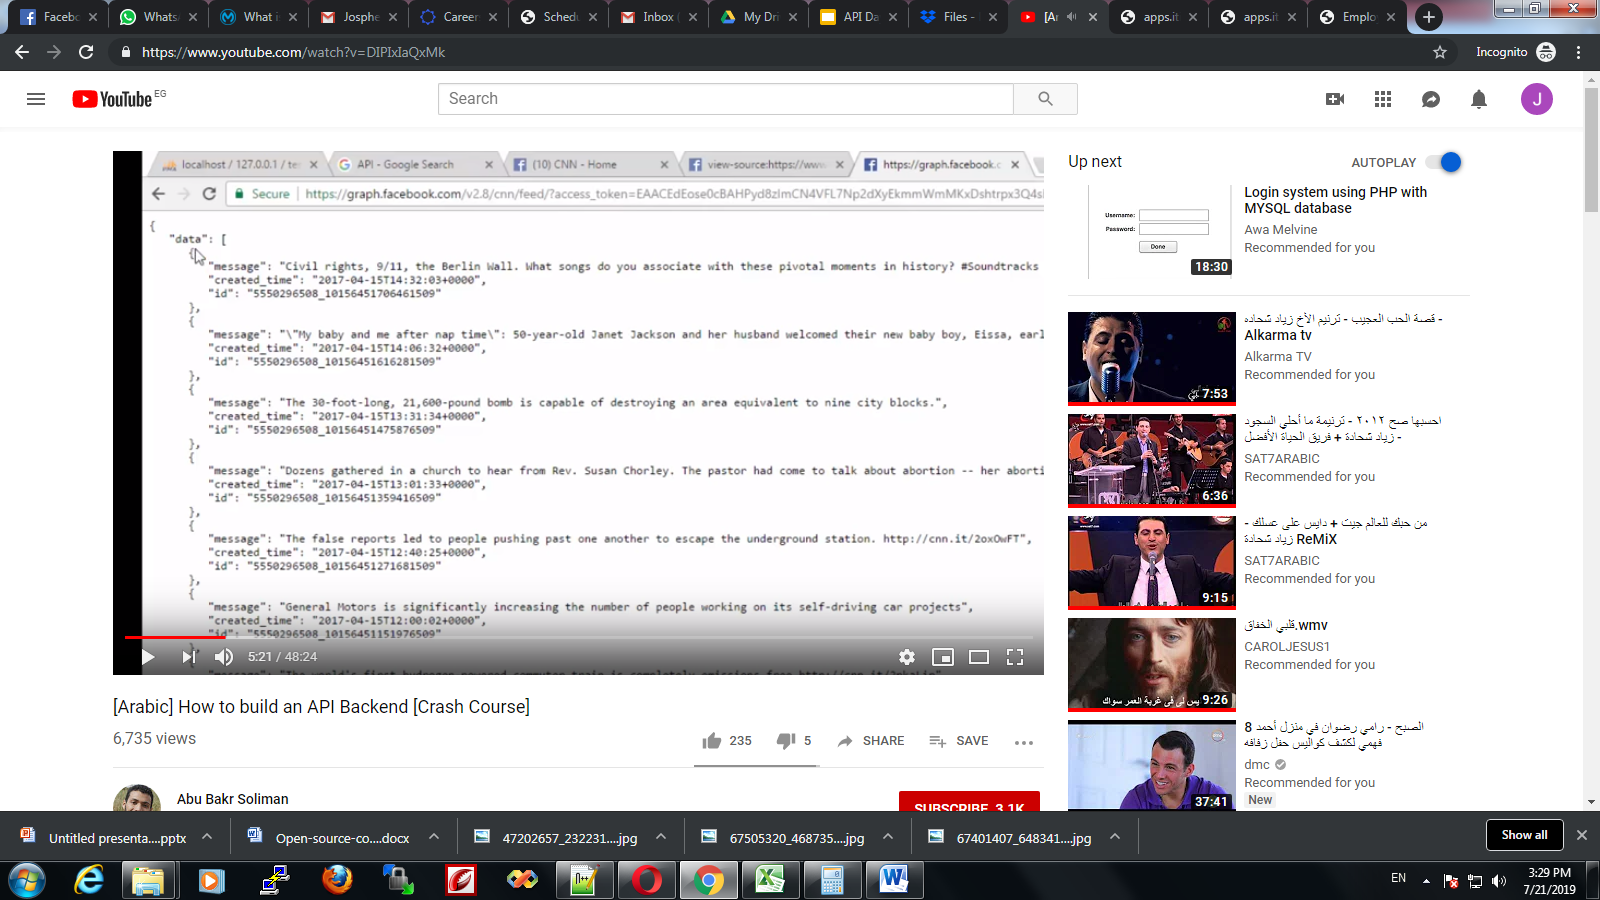 Facebo
WhatsA
What i
Josphe
Career
Schedu
Inbox (
My Dri
API Da
Files -
[Ar
apps.it
apps.it
Emplo
https://www.youtube.com/watch?v=DIPIxIaQxMk
Incognito
YouTube EG
Search
J
localhost / 127.0.0.1 / te
API - Google Search
(10) CNN - Home
view-source:https://www
https://graph.facebook.c
Secure
https://graph.facebook.com/v2.8/cnn/feed/?access_token=
{
"data": [
{
"message": "Civil rights, 9/11, the Berlin Wall. What songs do you associate with these pivotal moments in history? #Soundtracks
"created_time": "2017-04-15T14:32:03+0000",
"id": "5550296508_10156451706461509"
},
{
"message": "\"My baby and me after nap time\": 50-year-old Janet Jackson and her husband welcomed their new baby boy, Eissa, earl
"created_time": "2017-04-15T14:06:32+0000",
"id": "5550296508_10156451616281509"
},
{
"message": "The 30-foot-long, 21,600-pound bomb is capable of destroying an area equivalent to nine city blocks.",
"created_time": "2017-04-15T13:31:34+0000",
"id": "5550296508_10156451475876509"
},
{
"message": "Dozens gathered in a church to hear from Rev. Susan Chorley. The pastor had come to talk about abortion -- her aborti
"created_time": "2017-04-15T13:01:33+0000",
"id": "5550296508_10156451359416509"
},
{
"message": "The false reports led to people pushing past one another to escape the underground station. http://cnn.it/2oxOwFT",
"created_time": "2017-04-15T12:40:25+0000",
"id": "5550296508_10156451271681509"
},
{
"message": "General Motors is significantly increasing the number of people working on its self-driving car projects",
"created_time": "2017-04-15T12:00:02+0000",
"id": "5550296508_10156451151976509"
},
5:21 / 48:24
[Arabic] How to build an API Backend [Crash Course]
6,735 views
235
5
SHARE
SAVE
Abu Bakr Soliman
SUBSCRIBE 3.1K
Up next
AUTOPLAY
Username:
Password:
Done
18:30
Login system using PHP with
MYSQL database
Awa Melvine
Recommended for you
7:53
قصة الحب العجيب - ترنيم الأخ زياد شحاده -
Alkarma tv
Alkarma TV
Recommended for you
6:36
احسبها صح ٢٠١٢ - ترنيمة ما أحلي السجود
- زياد شحادة + فريق الحياة الأفضل
SAT7ARABIC
Recommended for you
9:15
من حبك للعالم جيت + دايس على عسلك -
زياد شحادة ReMiX
SAT7ARABIC
Recommended for you
يس لى فى غربة العمر سواك
9:26
قلبي الخفاق.wmv
CAROLJESUS1
Recommended for you
37:41
8 الصبح - رامي رضوان في منزل أحمد
فهمي لكشف كواليس حفل زفافه
dmc
Recommended for you
New
Untitled presenta....pptx
Open-source-co....docx
47202657_232231....jpg
67505320_468735....jpg
67401407_648341....jpg
Show all
EN
3:29 PM
7/21/2019